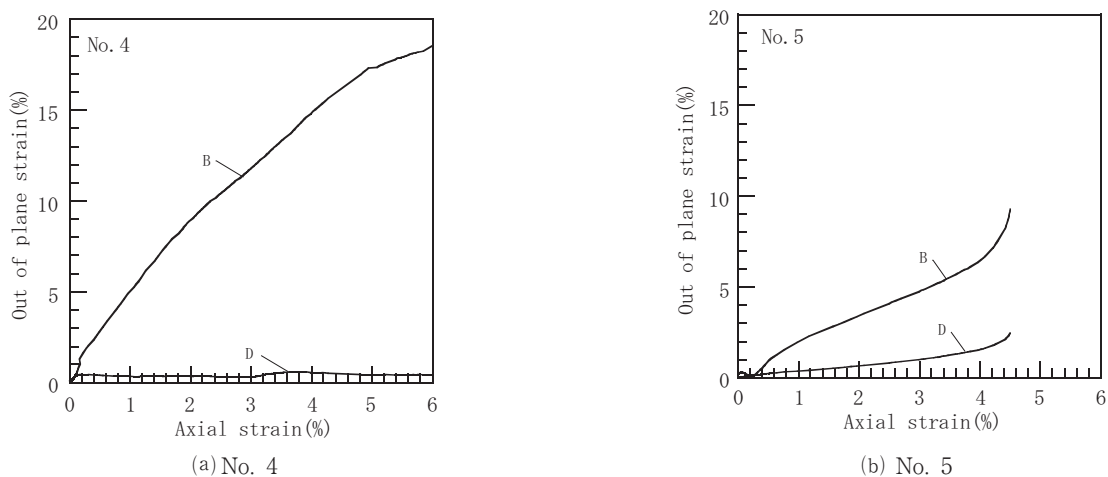 20
No. 4
15
10
5
0
B
D
0 1 2 3 4 5 6
Out of plane strain(%)
Axial strain(%)
(a) No. 4
20
No. 5
15
10
5
0
B
D
0 1 2 3 4 5 6
Out of plane strain(%)
Axial strain(%)
(b) No. 5